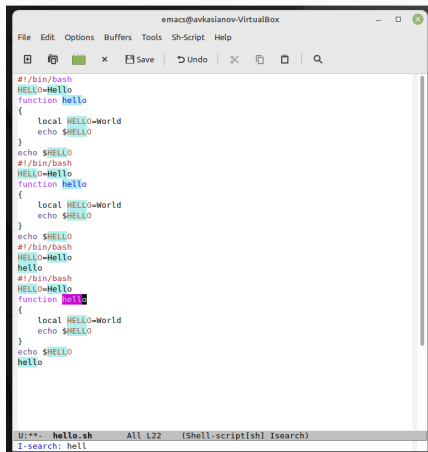 emacs@avkasianov-VirtualBox
File Edit Options Buffers Tools Sh-Script Help
Save Undo
#!/bin/bash
HELLO=Hello
function hello
{
    local HELLO=World
    echo $HELLO
}
echo $HELLO
#!/bin/bash
HELLO=Hello
function hello
{
    local HELLO=World
    echo $HELLO
}
echo $HELLO
#!/bin/bash
HELLO=Hello
hello
#!/bin/bash
HELLO=Hello
function hello
{
    local HELLO=World
    echo $HELLO
}
echo $HELLO
hello
U:**- hello.sh All L22 (Shell-script[sh] Isearch)
I-search: hell